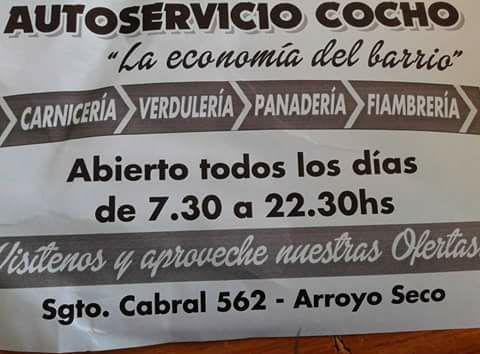 AUTOSERVICIO COCHO
"La economía del barrio"
CARNICERÍA VERDULERÍA PANADERÍA FIAMBRERÍA
Abierto todos los días
de 7.30 a 22.30hs
Visítenos y aproveche nuestras Ofertas
Sgto. Cabral 562 - Arroyo Seco